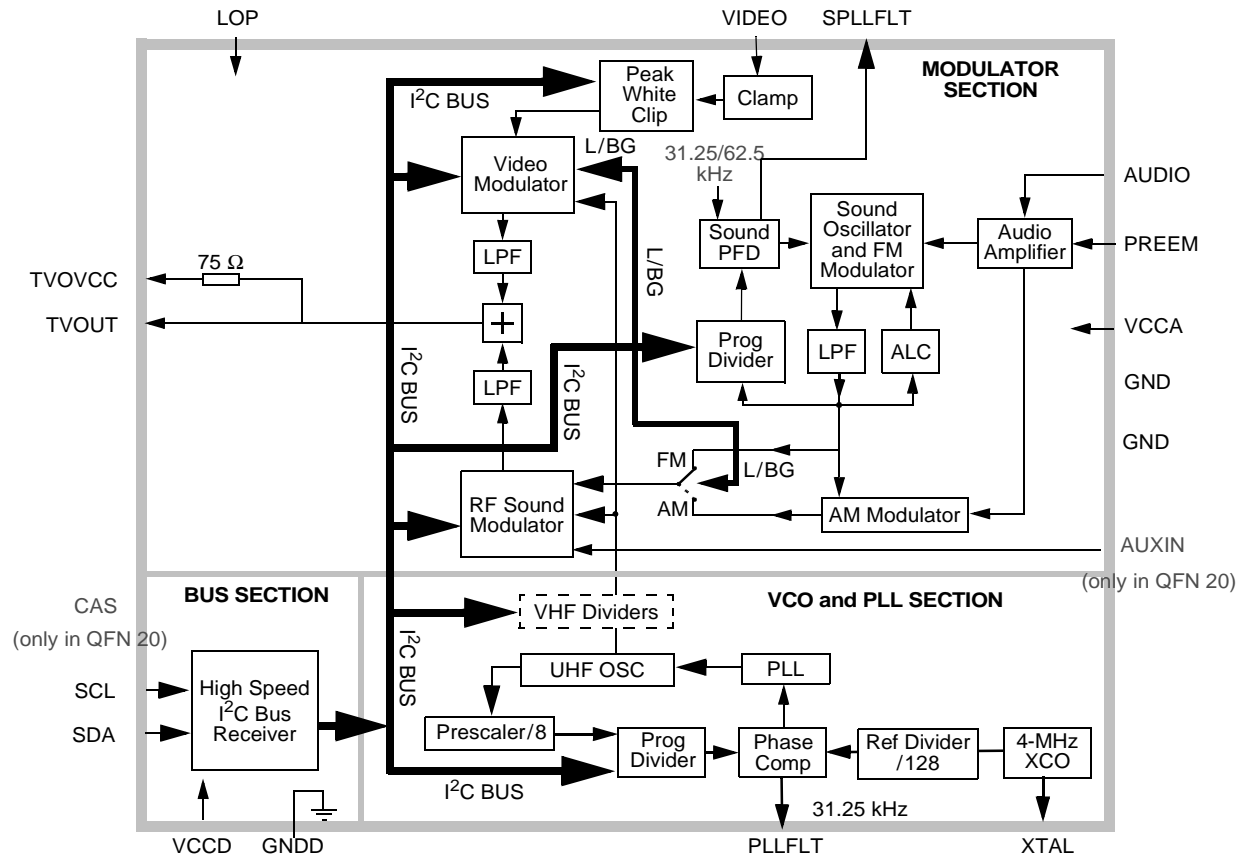 LOP
VIDEO
SPLLFLT
MODULATOR
SECTION
Peak
White
Clip
Clamp
I²C BUS
L/BG
31.25/62.5
kHz
Video
Modulator
AUDIO
Sound
Oscillator
and FM
Modulator
Sound
PFD
Audio
Amplifier
PREEM
LPF
L/BG
75 Ω
TVOVCC
TVOUT
+
VCCA
Prog
Divider
LPF
ALC
I²C BUS
I²C BUS
LPF
GND
GND
FM
L/BG
AM
RF Sound
Modulator
AM Modulator
AUXIN
(only in QFN 20)
BUS SECTION
VCO and PLL SECTION
CAS
(only in QFN 20)
VHF Dividers
I²C BUS
UHF OSC
PLL
SCL
SDA
High Speed
I²C Bus
Receiver
Prescaler/8
Prog
Divider
Phase
Comp
Ref Divider
/128
4-MHz
XCO
I²C BUS
31.25 kHz
VCCD
GNDD
PLLFLT
XTAL